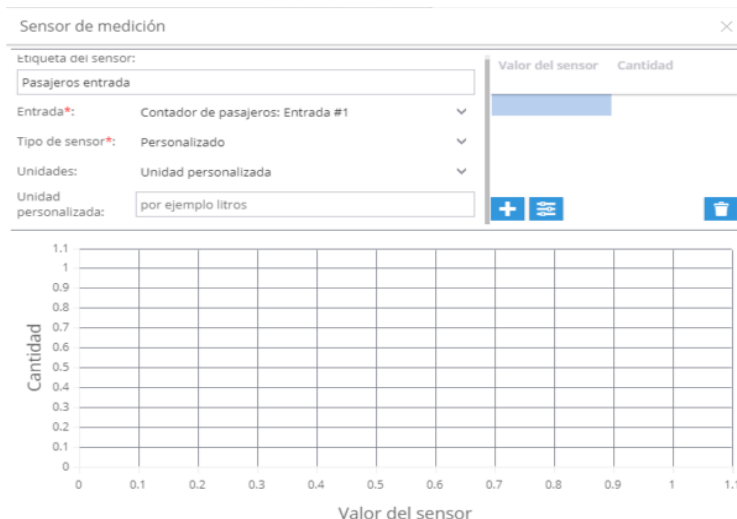 Sensor de medición
Etiqueta del sensor:
Pasajeros entrada
Entrada*: Contador de pasajeros: Entrada #1
Tipo de sensor*: Personalizado
Unidades: Unidad personalizada
Unidad
personalizada:
por ejemplo litros
Valor del sensor Cantidad
1.1
1
0.9
0.8
0.7
0.6
0.5
0.4
0.3
0.2
0.1
0
Cantidad
0 0.1 0.2 0.3 0.4 0.5 0.6 0.7 0.8 0.9 1 1.1
Valor del sensor